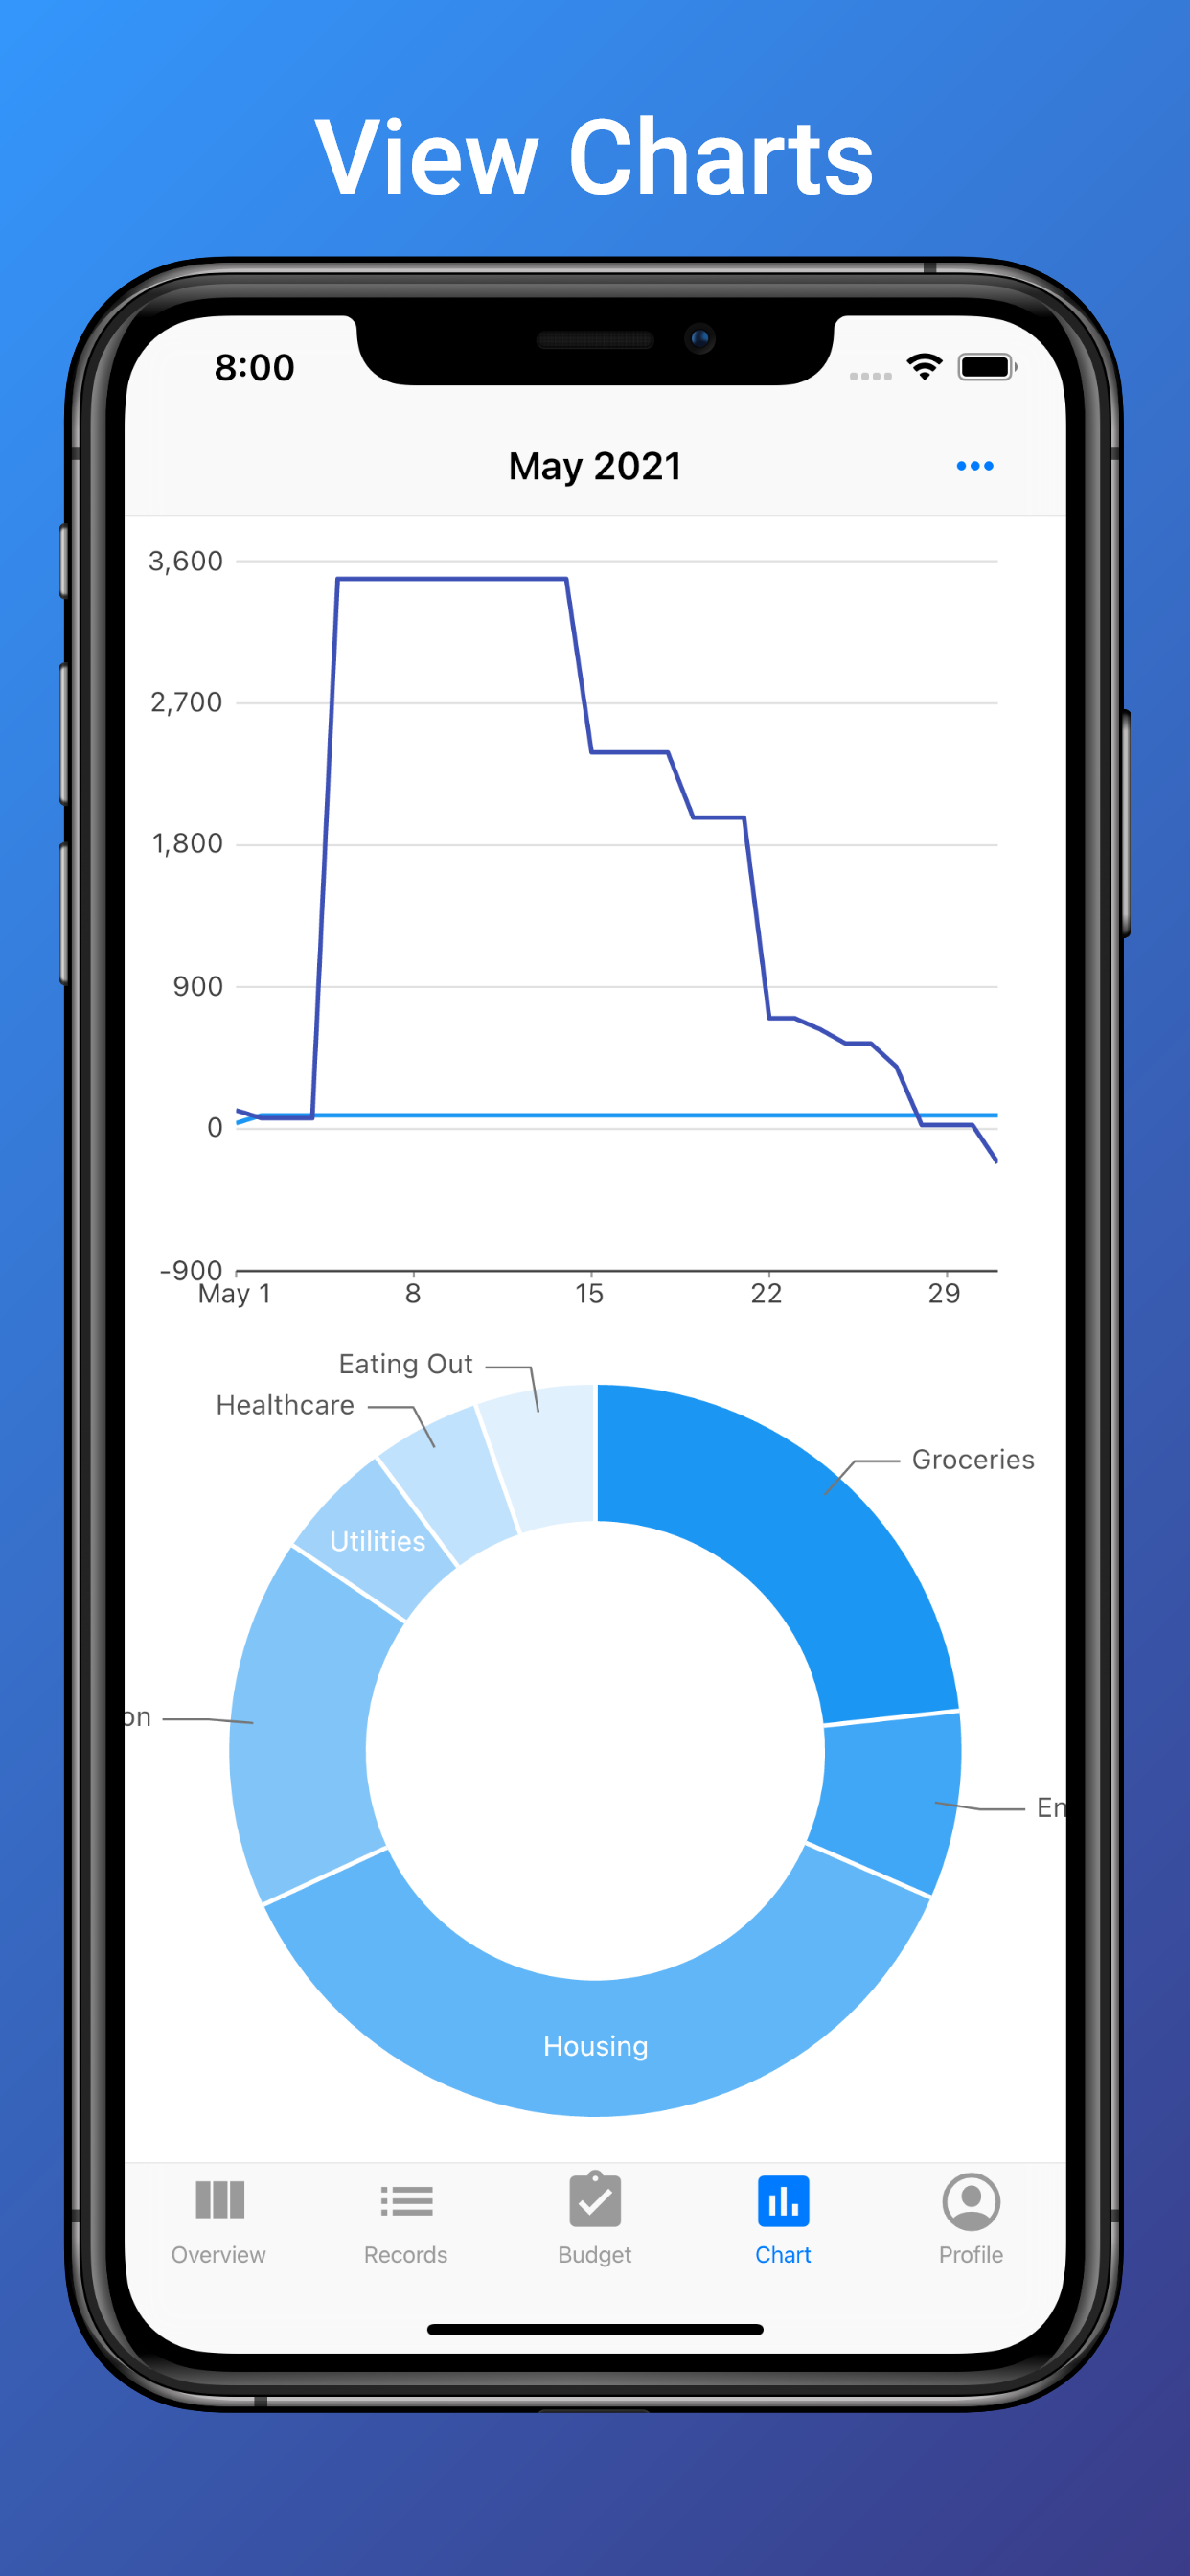 View Charts
8:00
May 2021
3,600
2,700
1,800
900
0
-900
May 1 8 15 22 29
Eating Out
Healthcare
Groceries
Utilities
on
En
Housing
Overview Records Budget Chart Profile